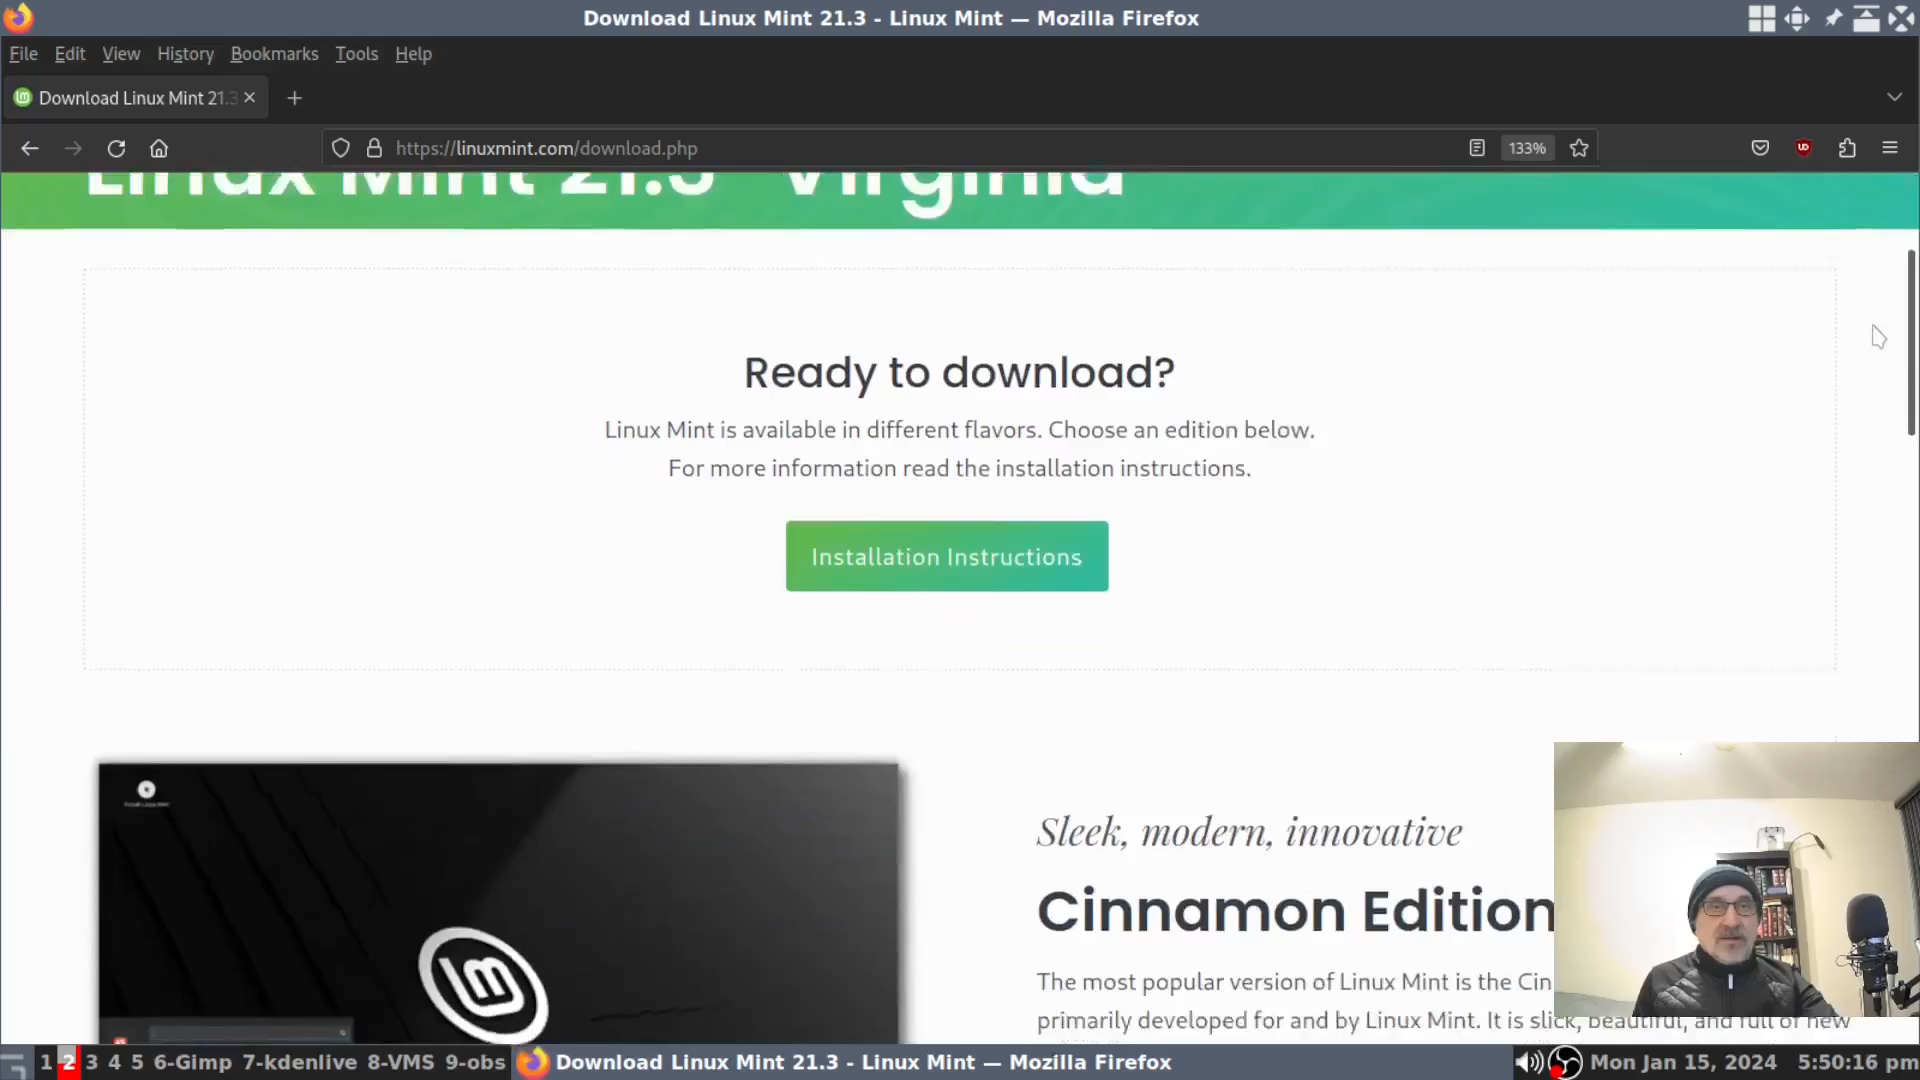 Download Linux Mint 21.3 - Linux Mint — Mozilla Firefox
File Edit View History Bookmarks Tools Help
Download Linux Mint 21.3
https://linuxmint.com/download.php
133%
Linux Mint 21.3 "Virginia"
Ready to download?
Linux Mint is available in different flavors. Choose an edition below.
For more information read the installation instructions.
Installation Instructions
Install Linux Mint
Sleek, modern, innovative
Cinnamon Edition
lm
The most popular version of Linux Mint is the Cin
primarily developed for and by Linux Mint. It is slick, beautiful, and full of new
1 2 3 4 5 6-Gimp 7-kdenlive 8-VMS 9-obs Download Linux Mint 21.3 - Linux Mint — Mozilla Firefox Mon Jan 15, 2024 5:50:16 pm